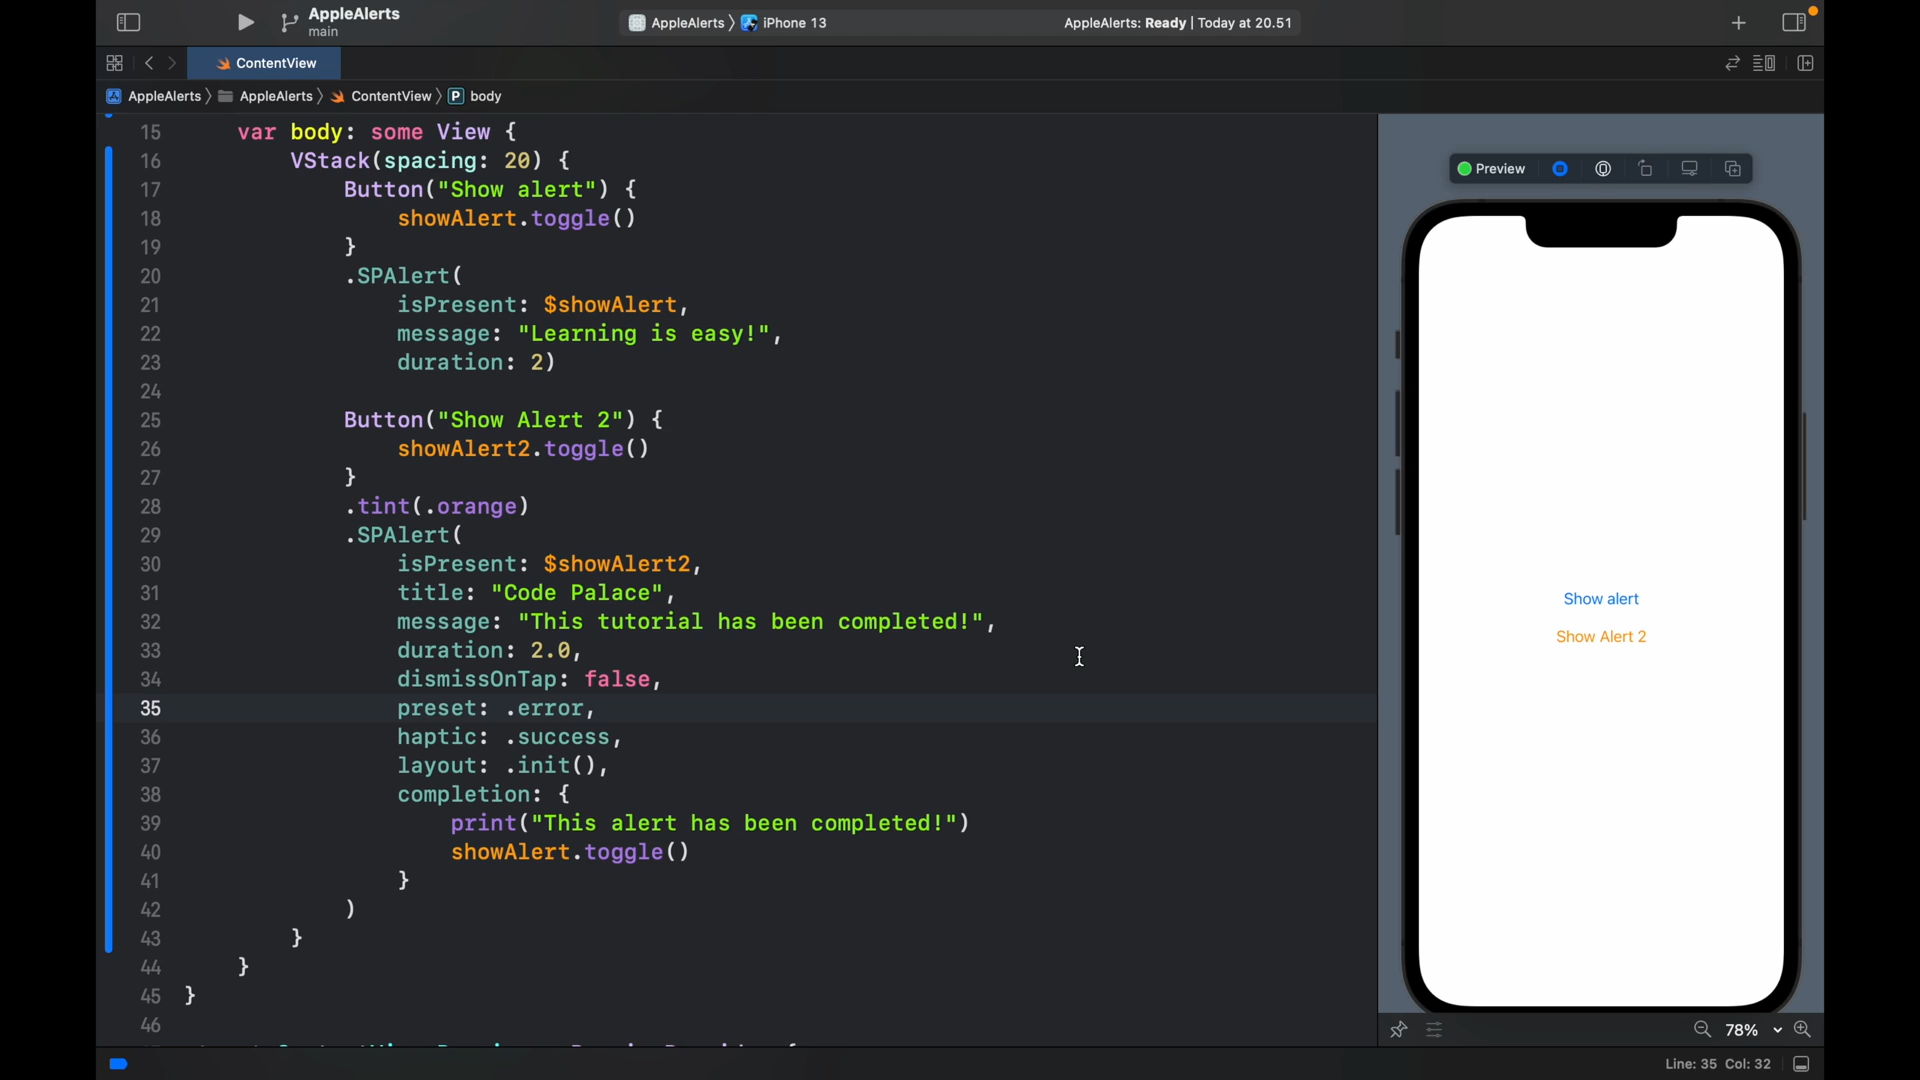 AppleAlerts
main
AppleAlerts 〉 iPhone 13
AppleAlerts: Ready | Today at 20.51
ContentView
AppleAlerts 〉 AppleAlerts 〉 ContentView 〉 P body
15 var body: some View {
16 VStack(spacing: 20) {
17 Button("Show alert") {
18 showAlert.toggle()
19 }
20 .SPAlert(
21 isPresent: $showAlert,
22 message: "Learning is easy!",
23 duration: 2)
24
25 Button("Show Alert 2") {
26 showAlert2.toggle()
27 }
28 .tint(.orange)
29 .SPAlert(
30 isPresent: $showAlert2,
31 title: "Code Palace",
32 message: "This tutorial has been completed!",
33 duration: 2.0,
34 dismissOnTap: false,
35 preset: .error,
36 haptic: .success,
37 layout: .init(),
38 completion: {
39 print("This alert has been completed!")
40 showAlert.toggle()
41 }
42 )
43 }
44 }
45 }
46
Preview
Show alert
Show Alert 2
78%
Line: 35 Col: 32